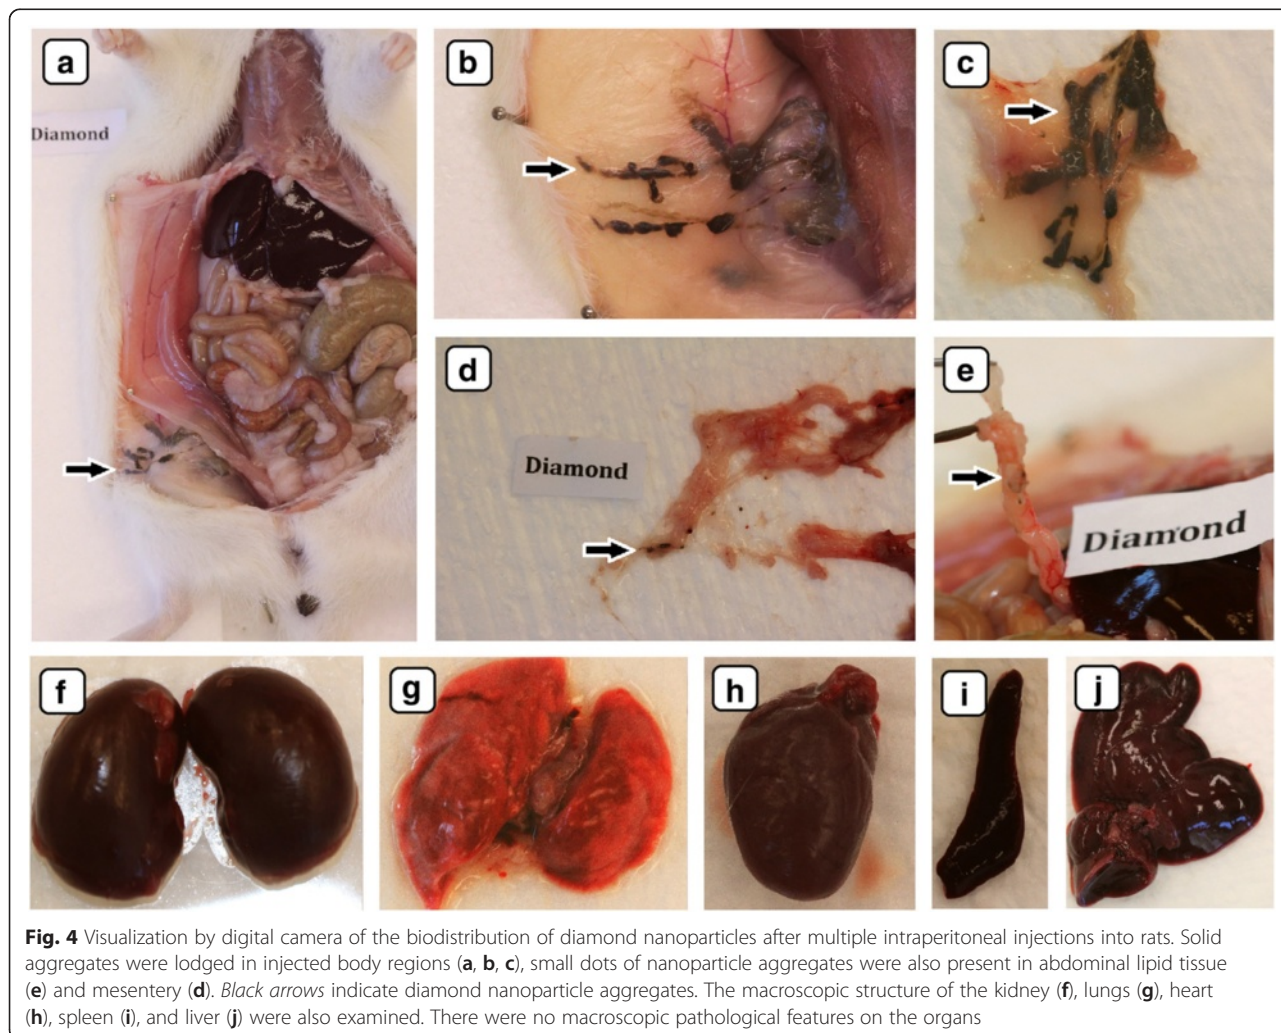 a
b
c
Diamond
d
e
Diamond
Diamond
f
g
h
i
j
Fig. 4 Visualization by digital camera of the biodistribution of diamond nanoparticles after multiple intraperitoneal injections into rats. Solid
aggregates were lodged in injected body regions (a, b, c), small dots of nanoparticle aggregates were also present in abdominal lipid tissue
(e) and mesentery (d). Black arrows indicate diamond nanoparticle aggregates. The macroscopic structure of the kidney (f), lungs (g), heart
(h), spleen (i), and liver (j) were also examined. There were no macroscopic pathological features on the organs